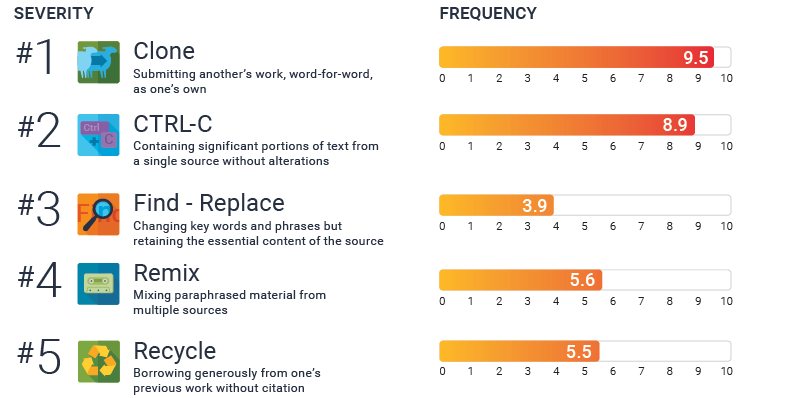 SEVERITY FREQUENCY
#1 Clone
Submitting another's work, word-for-word,
as one's own
9.5
0 1 2 3 4 5 6 7 8 9 10
#2 Ctrl + C CTRL-C
Containing significant portions of text from
a single source without alterations
8.9
0 1 2 3 4 5 6 7 8 9 10
#3 Find Find - Replace
Changing key words and phrases but
retaining the essential content of the source
3.9
0 1 2 3 4 5 6 7 8 9 10
#4 Remix
Mixing paraphrased material from
multiple sources
5.6
0 1 2 3 4 5 6 7 8 9 10
#5 Recycle
Borrowing generously from one's
previous work without citation
5.5
0 1 2 3 4 5 6 7 8 9 10